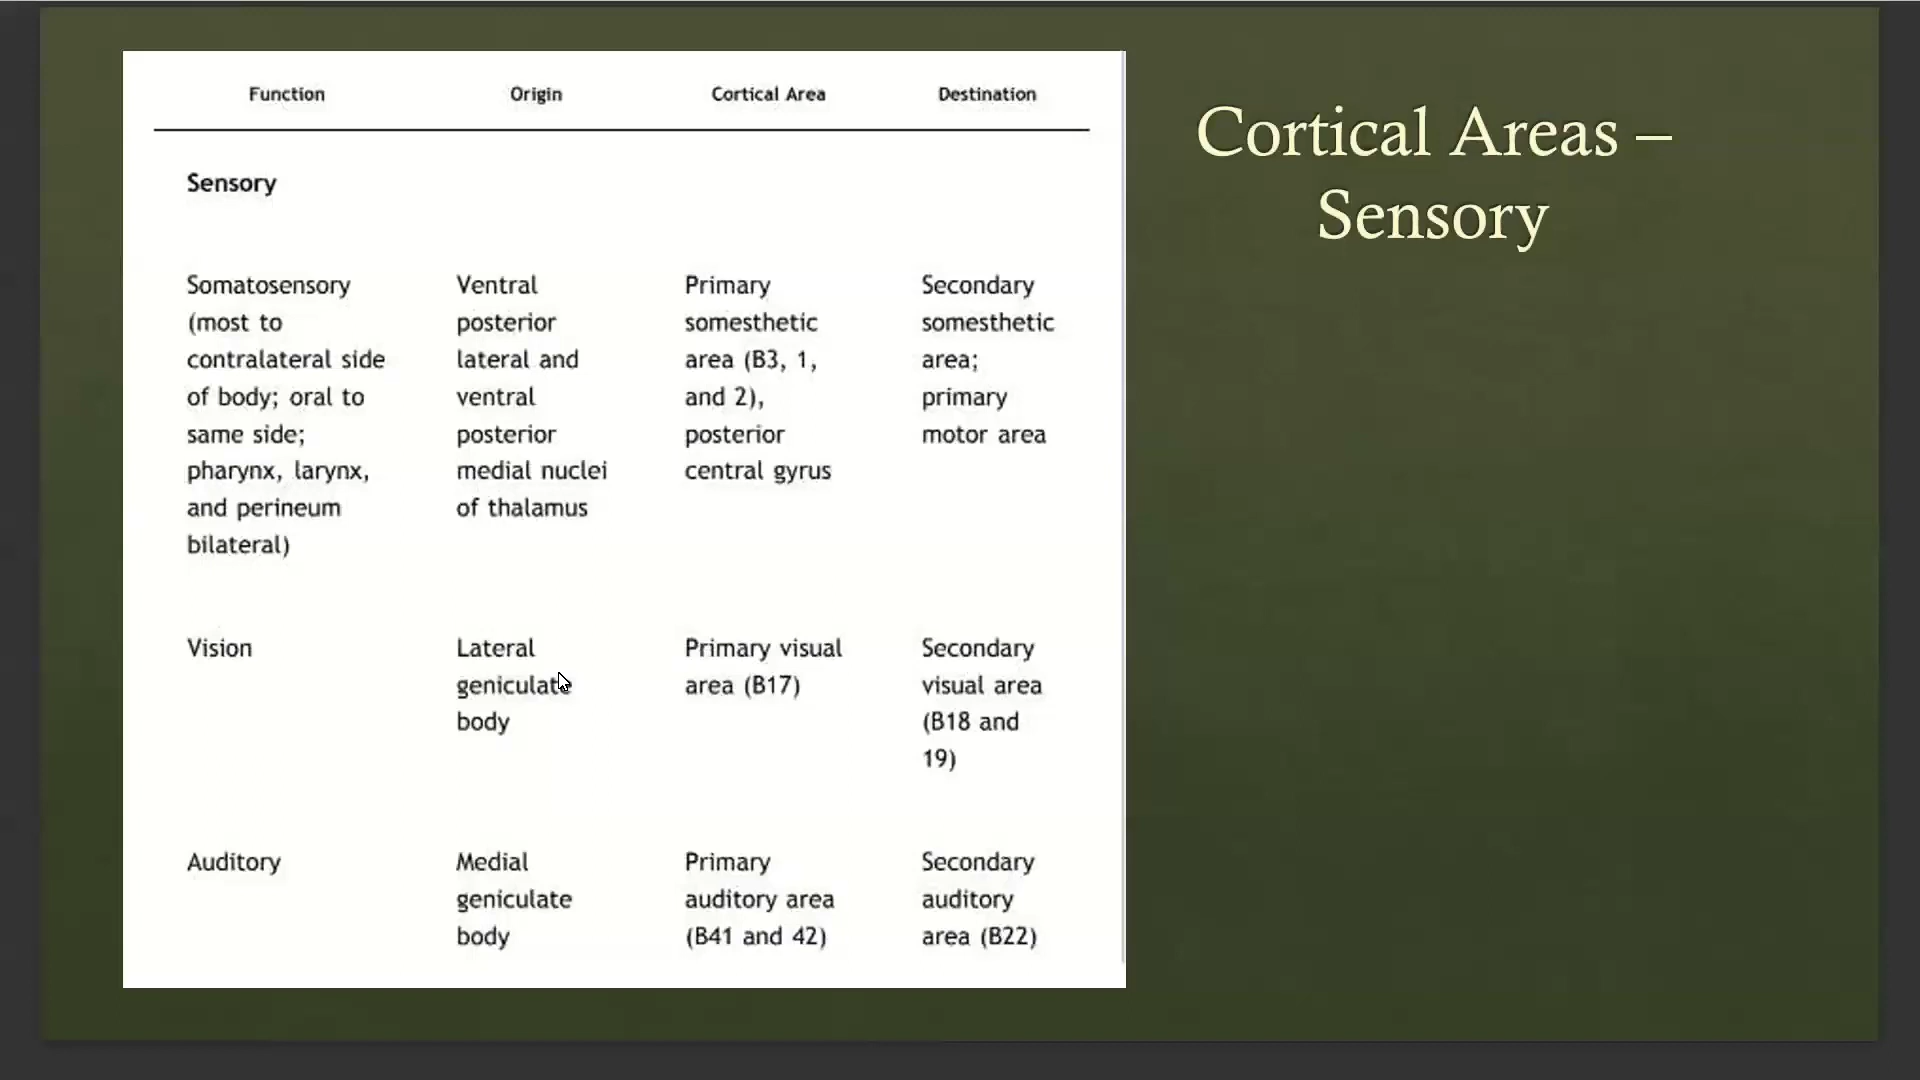 Cortical Areas –
Sensory
Function Origin Cortical Area Destination
Sensory
Somatosensory
(most to
contralateral side
of body; oral to
same side;
pharynx, larynx,
and perineum
bilateral)
Ventral
posterior
lateral and
ventral
posterior
medial nuclei
of thalamus
Primary
somesthetic
area (B3, 1,
and 2),
posterior
central gyrus
Secondary
somesthetic
area;
primary
motor area
Vision
Lateral
geniculate
body
Primary visual
area (B17)
Secondary
visual area
(B18 and
19)
Auditory
Medial
geniculate
body
Primary
auditory area
(B41 and 42)
Secondary
auditory
area (B22)